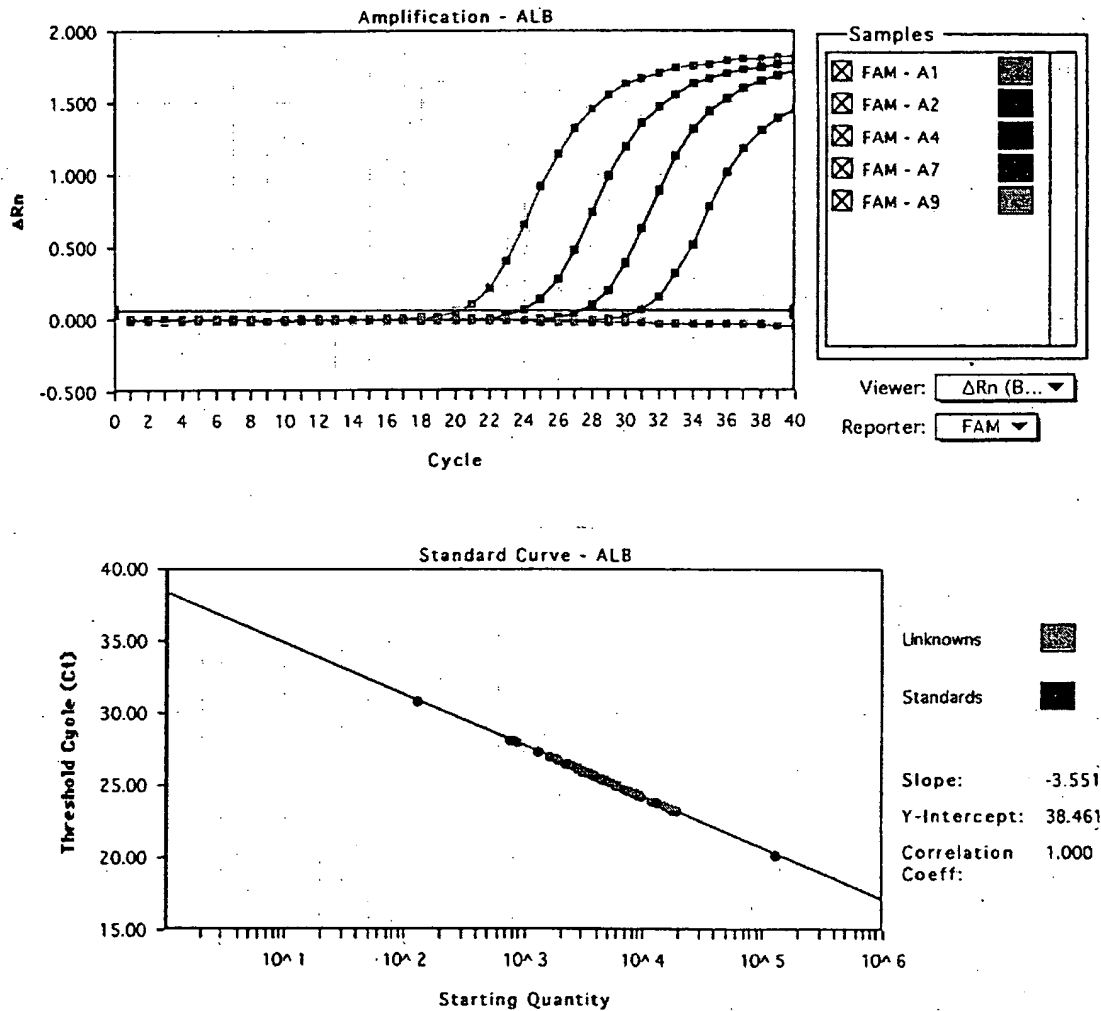 Amplification - ALB
2.000
1.500
1.000
0.500
0.000
-0.500
ΔRn
0 2 4 6 8 10 12 14 16 18 20 22 24 26 28 30 32 34 36 38 40
Cycle
Samples
FAM - A1
FAM - A2
FAM - A4
FAM - A7
FAM - A9
Viewer: ΔRn (B... ▼
Reporter: FAM ▼
Standard Curve - ALB
40.00
35.00
30.00
25.00
20.00
15.00
Threshold Cycle (Ct)
10^1 10^2 10^3 10^4 10^5 10^6
Starting Quantity
Unknowns
Standards
Slope: -3.551
Y-Intercept: 38.461
Correlation 1.000
Coeff: